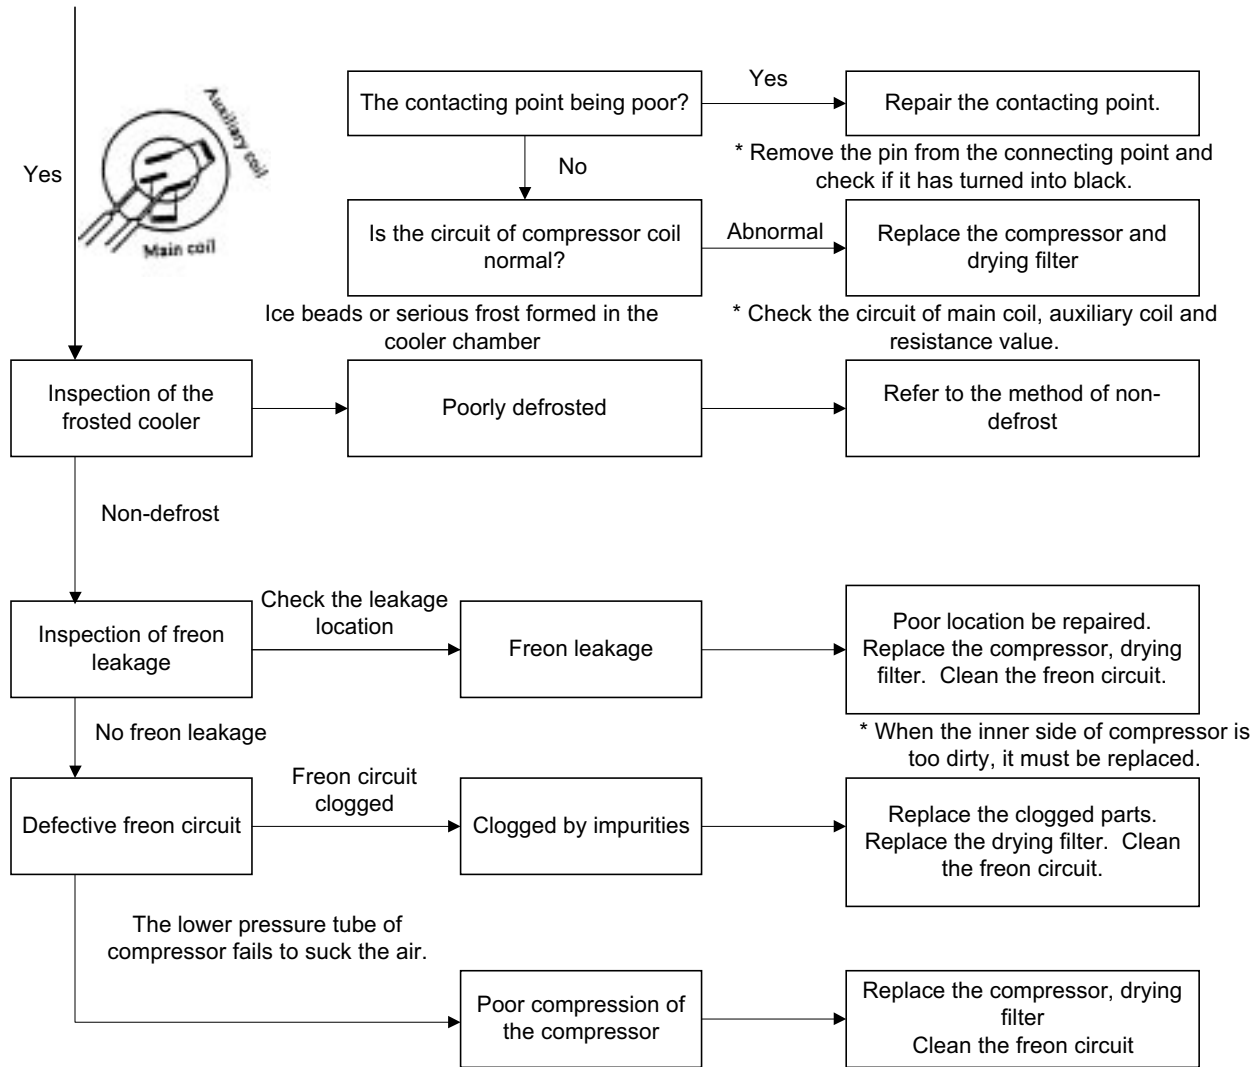 The contacting point being poor?
Yes
Repair the contacting point.
Auxiliary coil
Main coil
Yes
No
* Remove the pin from the connecting point and
check if it has turned into black.
Is the circuit of compressor coil
normal?
Abnormal
Replace the compressor and
drying filter
Ice beads or serious frost formed in the
cooler chamber
* Check the circuit of main coil, auxiliary coil and
resistance value.
Inspection of the
frosted cooler
Poorly defrosted
Refer to the method of non-
defrost
Non-defrost
Inspection of freon
leakage
Check the leakage
location
Freon leakage
Poor location be repaired.
Replace the compressor, drying
filter.  Clean the freon circuit.
No freon leakage
* When the inner side of compressor is
too dirty, it must be replaced.
Defective freon circuit
Freon circuit
clogged
Clogged by impurities
Replace the clogged parts.
Replace the drying filter.  Clean
the freon circuit.
The lower pressure tube of
compressor fails to suck the air.
Poor compression of
the compressor
Replace the compressor, drying
filter
Clean the freon circuit